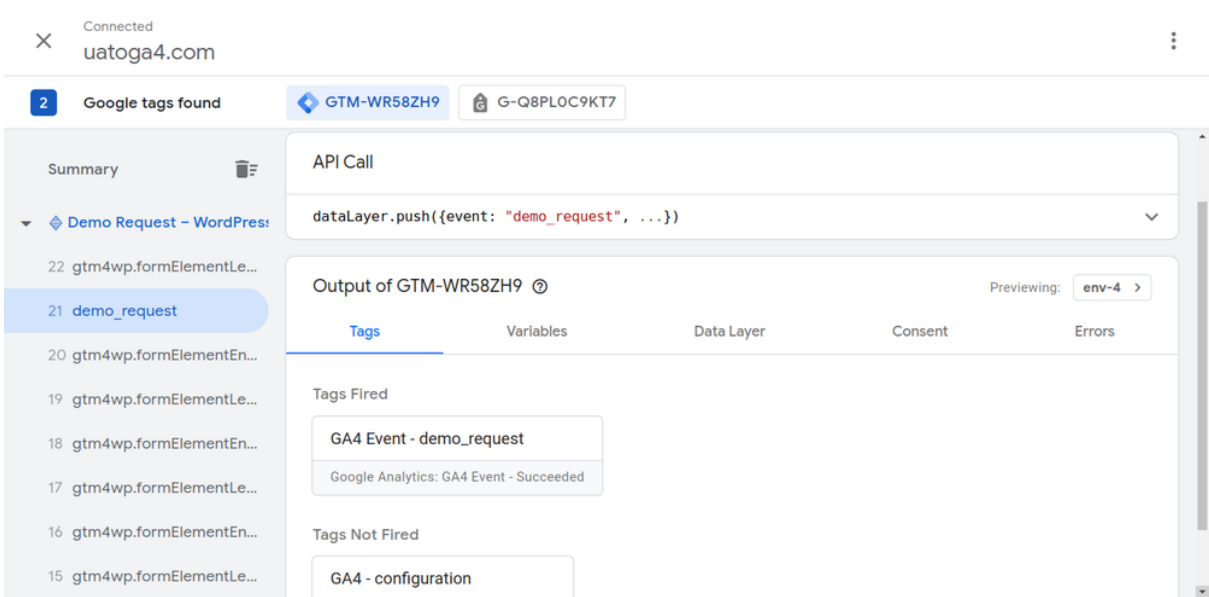 Connected
uatoga4.com
2 Google tags found GTM-WR58ZH9 G-Q8PL0C9KT7
Summary
Demo Request – WordPress
22 gtm4wp.formElementLe...
21 demo_request
20 gtm4wp.formElementEn...
19 gtm4wp.formElementLe...
18 gtm4wp.formElementEn...
17 gtm4wp.formElementLe...
16 gtm4wp.formElementEn...
15 gtm4wp.formElementLe...
API Call
dataLayer.push({event: "demo_request", ...})
Output of GTM-WR58ZH9
Previewing: env-4
Tags Variables Data Layer Consent Errors
Tags Fired
GA4 Event - demo_request
Google Analytics: GA4 Event - Succeeded
Tags Not Fired
GA4 - configuration